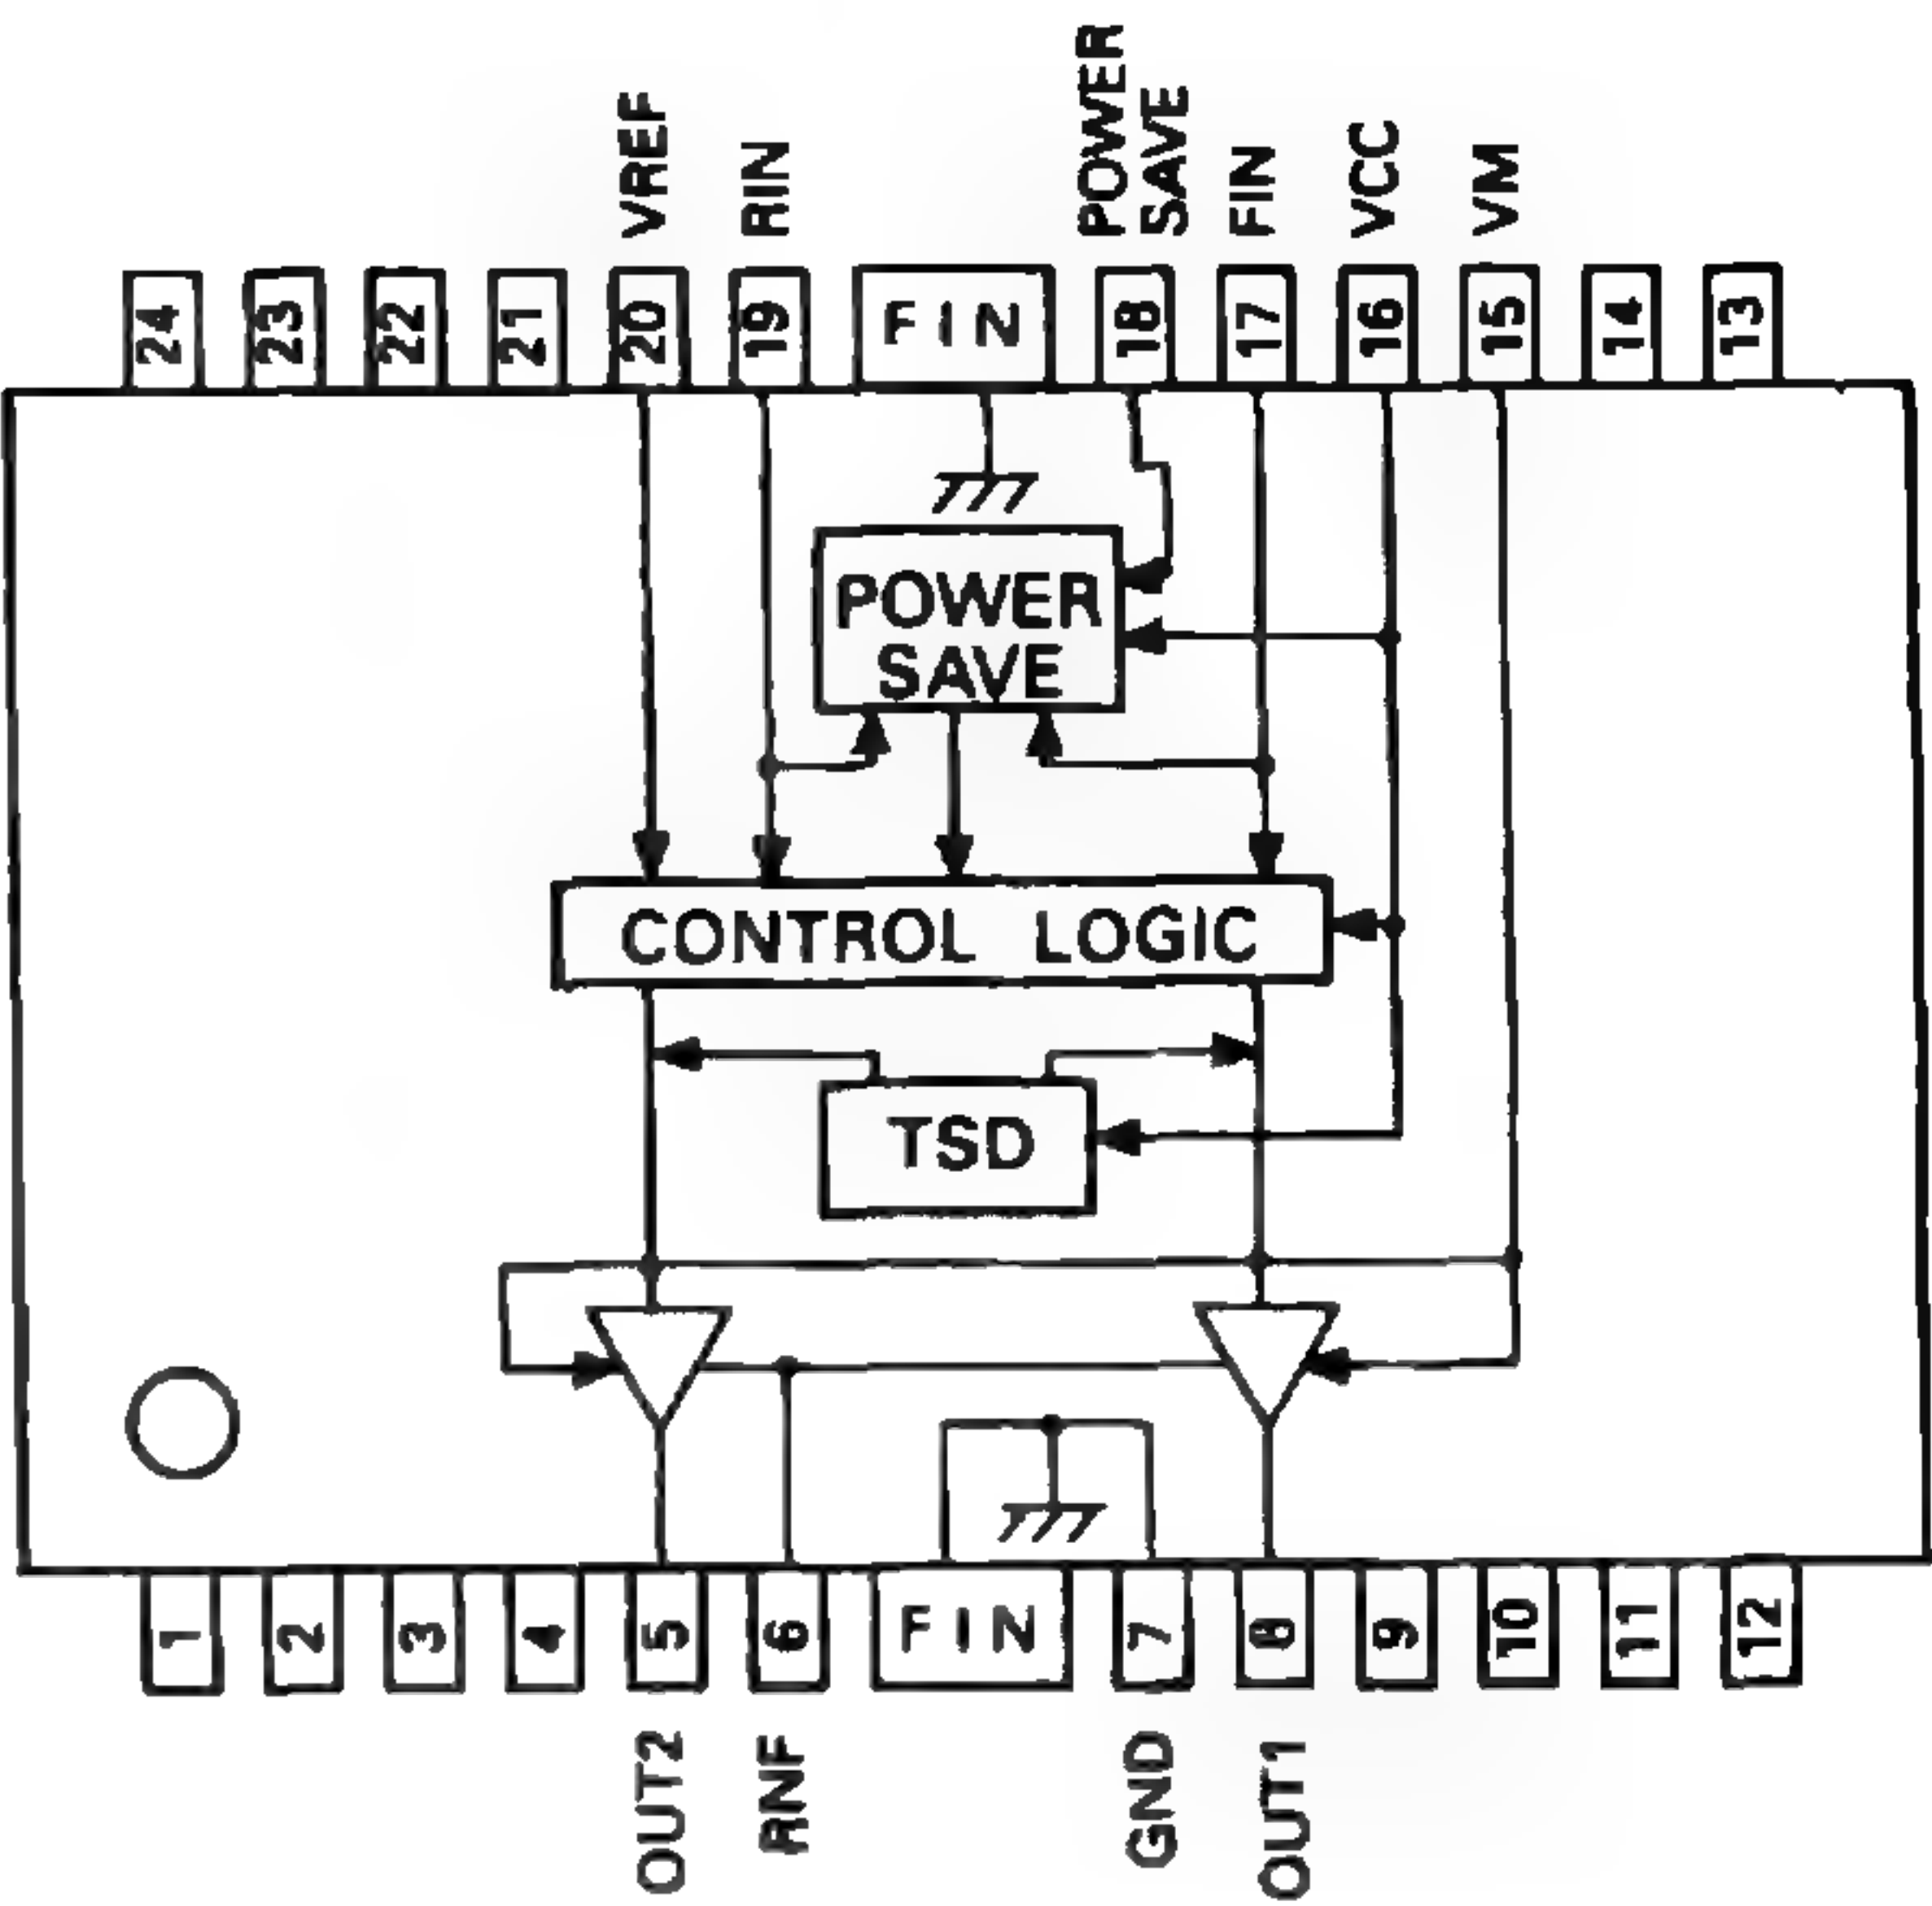 VREF
RIN
POWER
SAVE
FIN
VCC
VM
24
23
22
21
20
19
FIN
18
17
16
15
14
13
POWER
SAVE
CONTROL LOGIC
TSD
1
2
3
4
5
6
FIN
7
8
9
10
11
12
OUT2
RNF
GND
OUT1